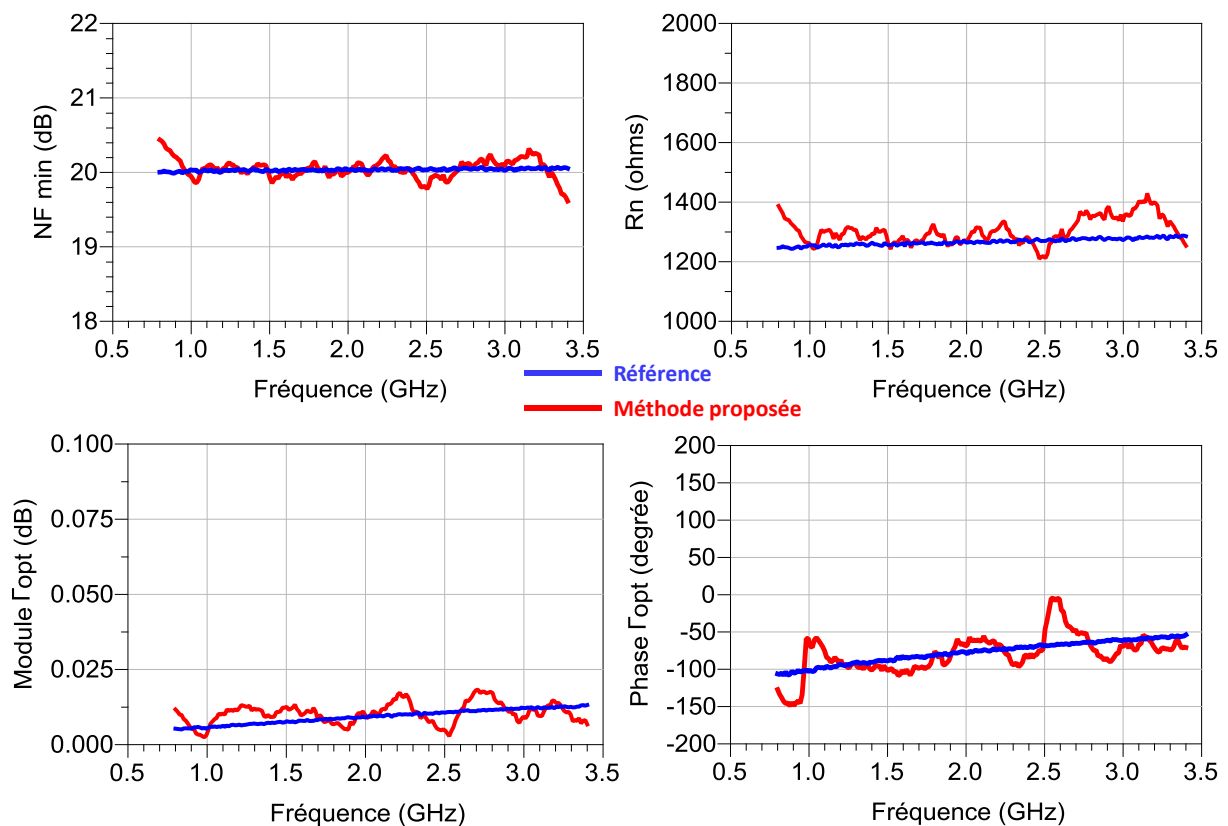 NF min (dB)
22
21
20
19
18
0.5 1.0 1.5 2.0 2.5 3.0 3.5
Fréquence (GHz)
Rn (ohms)
2000
1800
1600
1400
1200
1000
0.5 1.0 1.5 2.0 2.5 3.0 3.5
Fréquence (GHz)
Référence
Méthode proposée
Module Γopt (dB)
0.100
0.075
0.050
0.025
0.000
0.5 1.0 1.5 2.0 2.5 3.0 3.5
Fréquence (GHz)
Phase Γopt (degrée)
200
150
100
50
0
-50
-100
-150
-200
0.5 1.0 1.5 2.0 2.5 3.0 3.5
Fréquence (GHz)